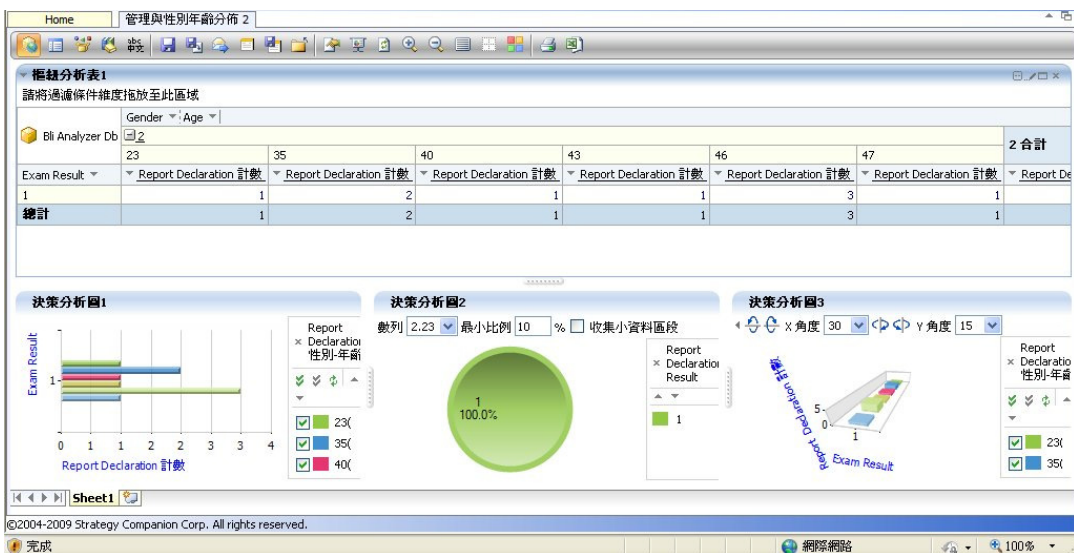 Home 管理與性別年齡分佈 2
abc
樞紐分析表1
請將過濾條件維度拖放至此區域
Gender Age
Bli Analyzer Db 2 2 合計
23 35 40 43 46 47
Exam Result Report Declaration 計數 Report Declaration 計數 Report Declaration 計數 Report Declaration 計數 Report Declaration 計數 Report Declaration 計數 Report De
1 1 2 1 1 3 1
總計 1 2 1 1 3 1
決策分析圖1
Exam Result
1
0 1 1 2 2 3 3 4
Report Declaration 計數
Report
Declaration
性別-年齡
23(
35(
40(
決策分析圖2
數列 2.23 最小比例 10 % 收集小資料區段
1
100.0%
Report
Declaration
Result
1
決策分析圖3
X 角度 30 Y 角度 15
Report Declaration 計數
5
0
1
Exam Result
Report
Declaratio
性別-年齡
23(
35(
Sheet1
©2004-2009 Strategy Companion Corp. All rights reserved.
完成 網際網路 100%